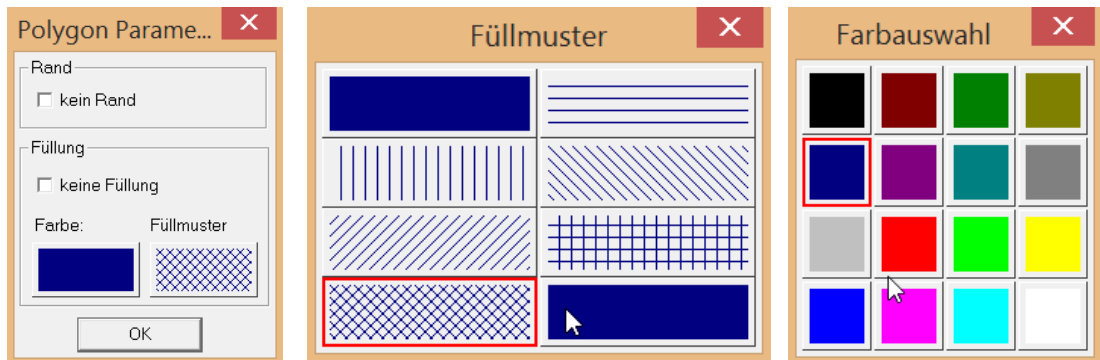 Polygon Parame...
Rand
kein Rand
Füllung
keine Füllung
Farbe:
Füllmuster
OK
Füllmuster
Farbauswahl